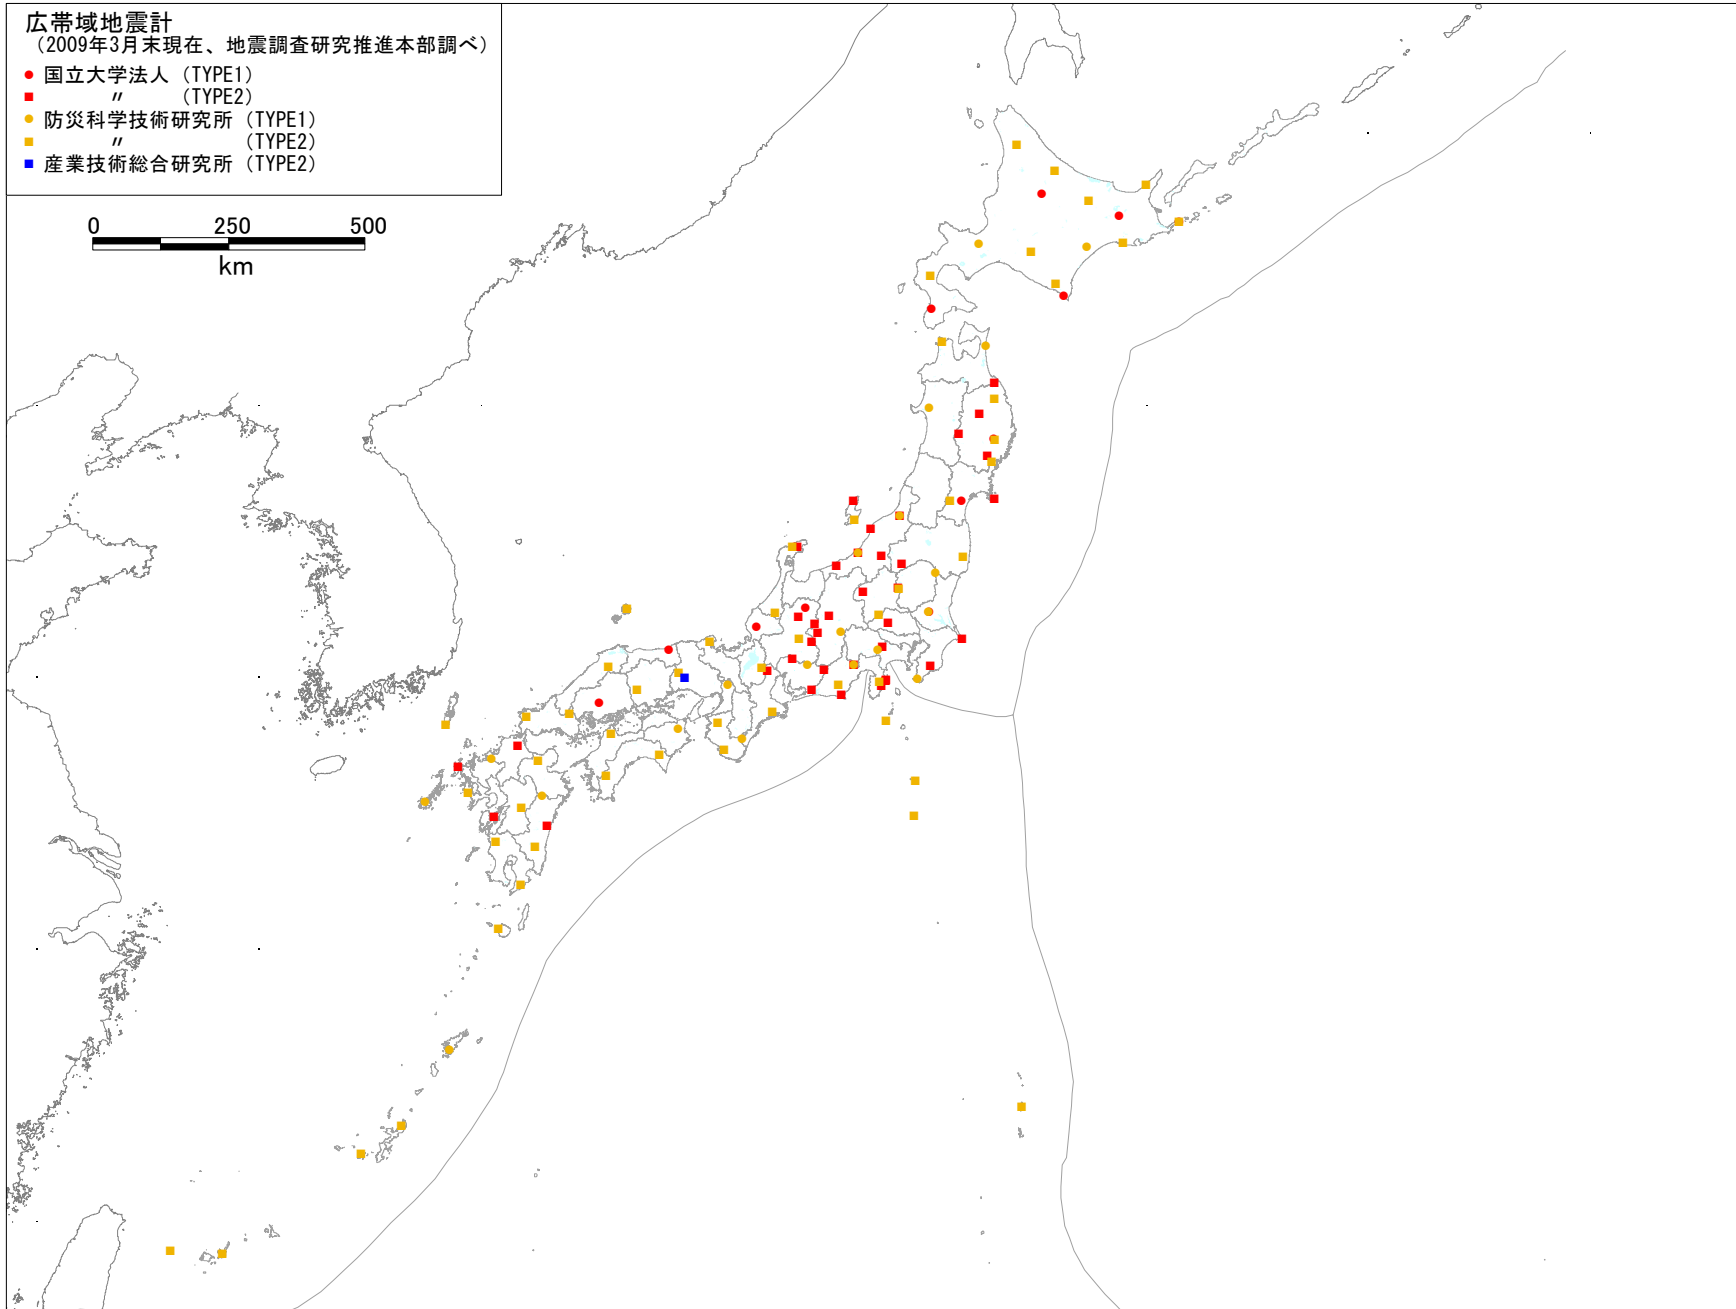 広帯域地震計
（2009年3月末現在、地震調査研究推進本部調べ）
国立大学法人（TYPE1）
〃（TYPE2）
防災科学技術研究所（TYPE1）
〃（TYPE2）
産業技術総合研究所（TYPE2）
0 250 500
km